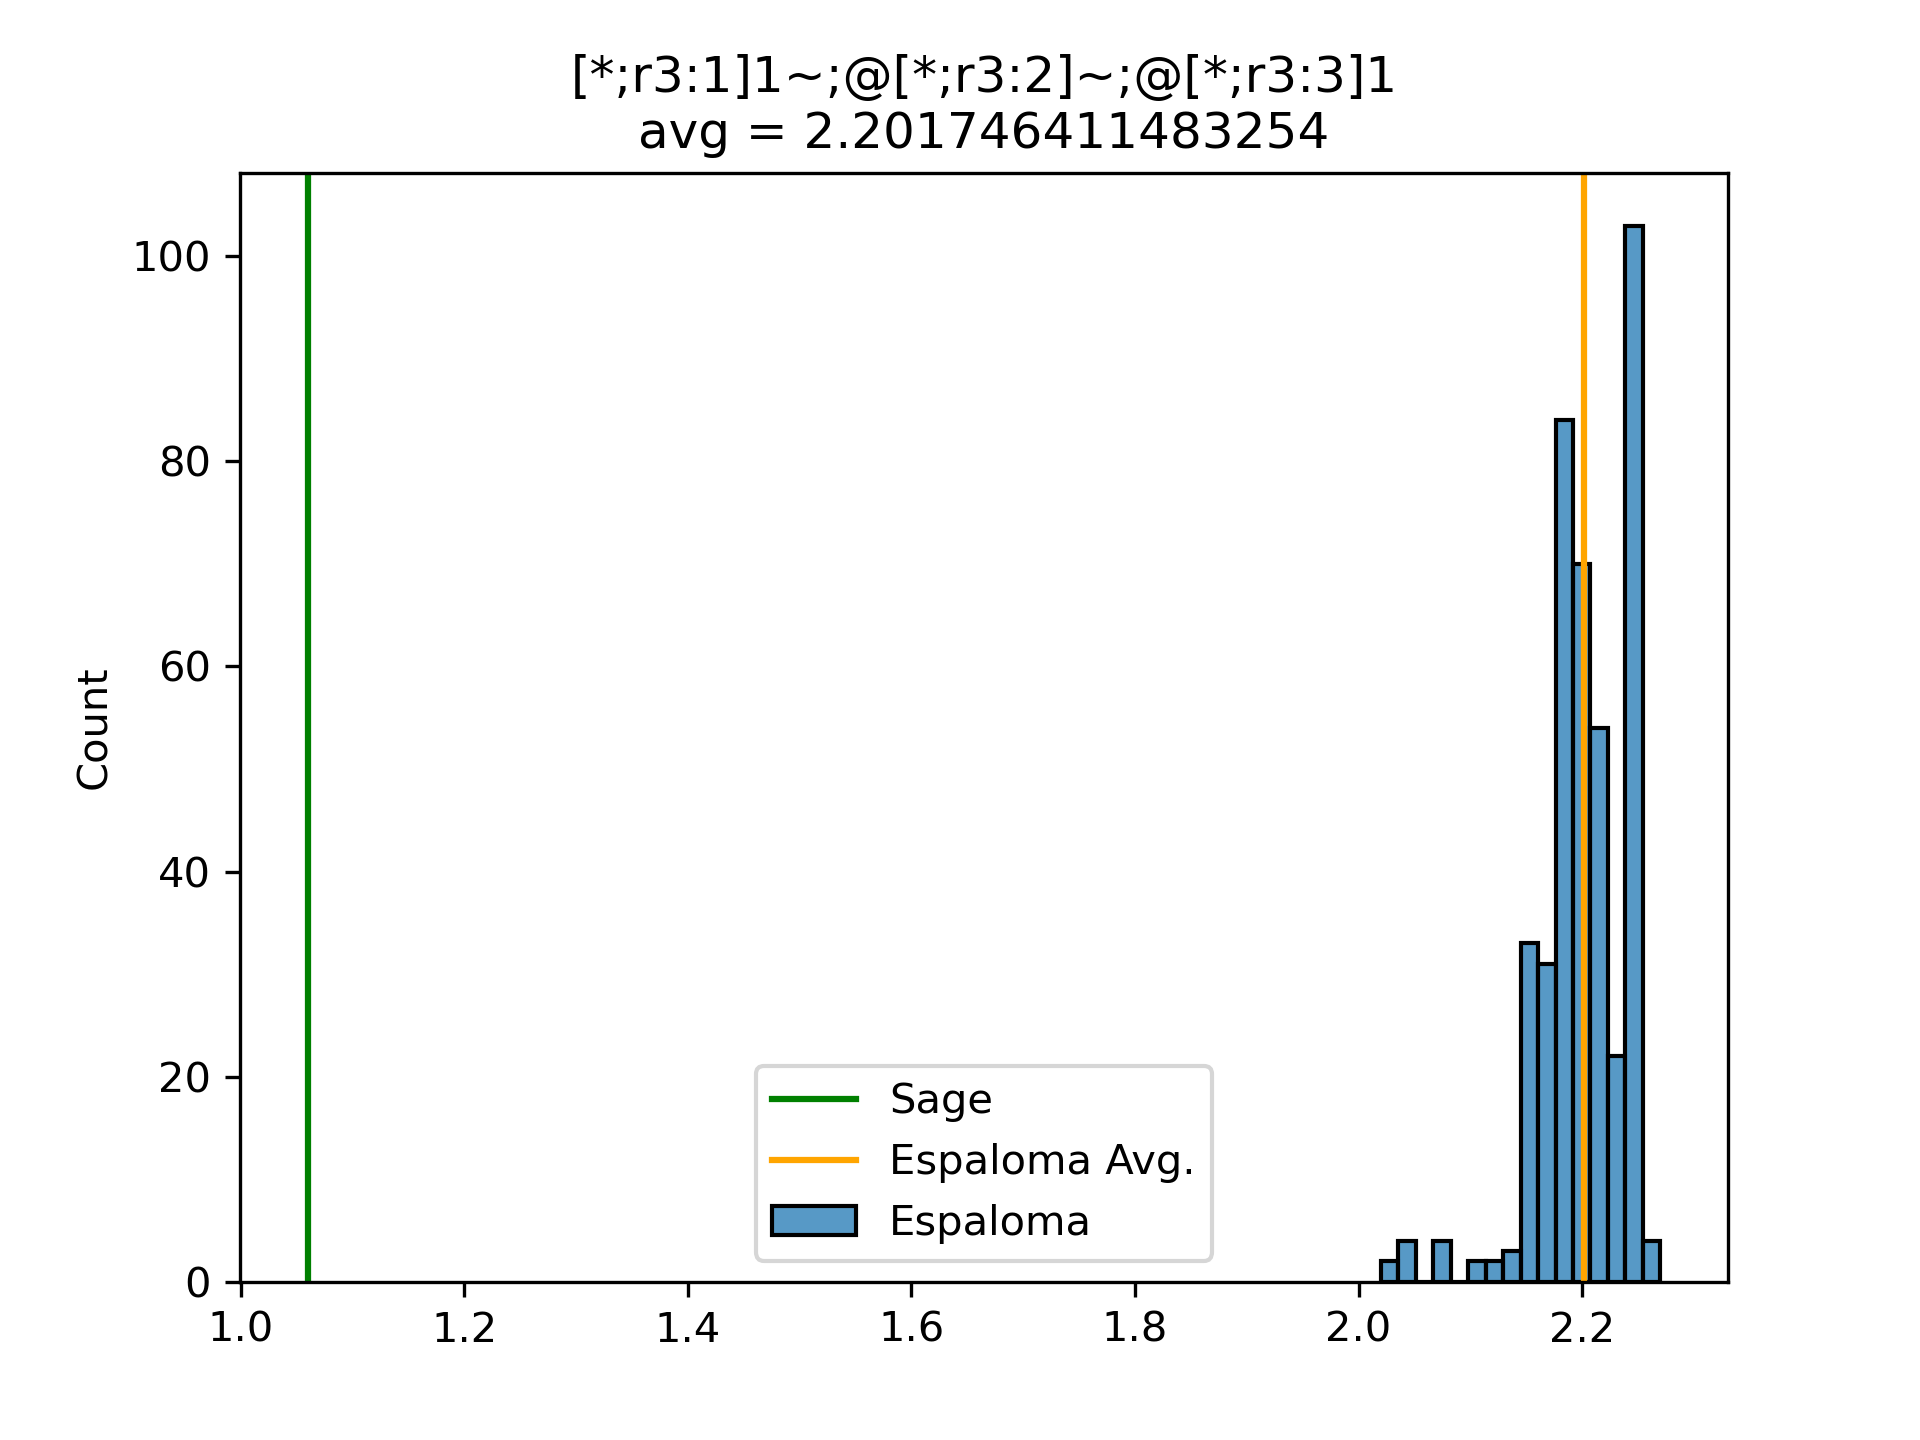 [*;r3:1]1~;@[*;r3:2]~;@[*;r3:3]1
avg = 2.201746411483254
Count
100
80
60
40
20
0
1.0 1.2 1.4 1.6 1.8 2.0 2.2
Sage
Espaloma Avg.
Espaloma